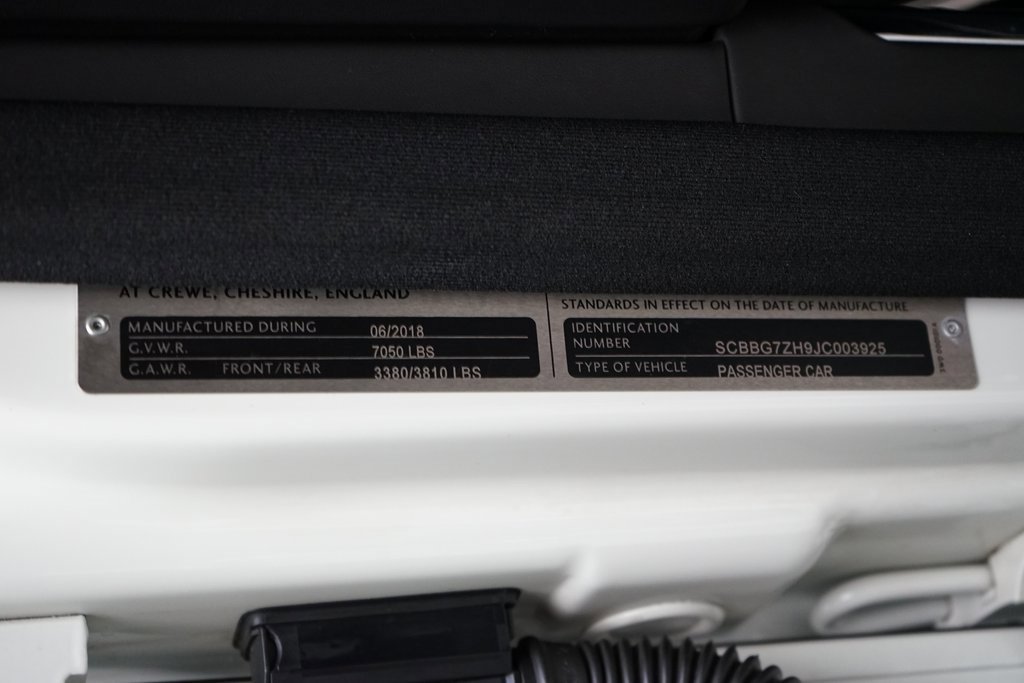 AT CREWE, CHESHIRE, ENGLAND
MANUFACTURED DURING 06/2018
G.V.W.R. 7050 LBS
G.A.W.R. FRONT/REAR 3380/3810 LBS
STANDARDS IN EFFECT ON THE DATE OF MANUFACTURE
IDENTIFICATION
NUMBER SCBBG7ZH9JC003925
TYPE OF VEHICLE PASSENGER CAR